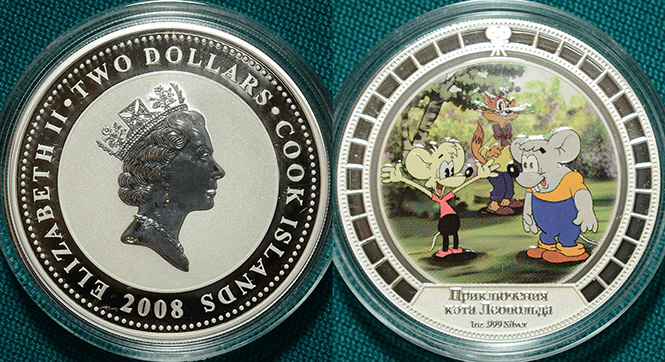 ELIZABETH II • TWO DOLLARS • COOK ISLANDS
2008
Приключения
кота Леопольда
1oz .999 Silver